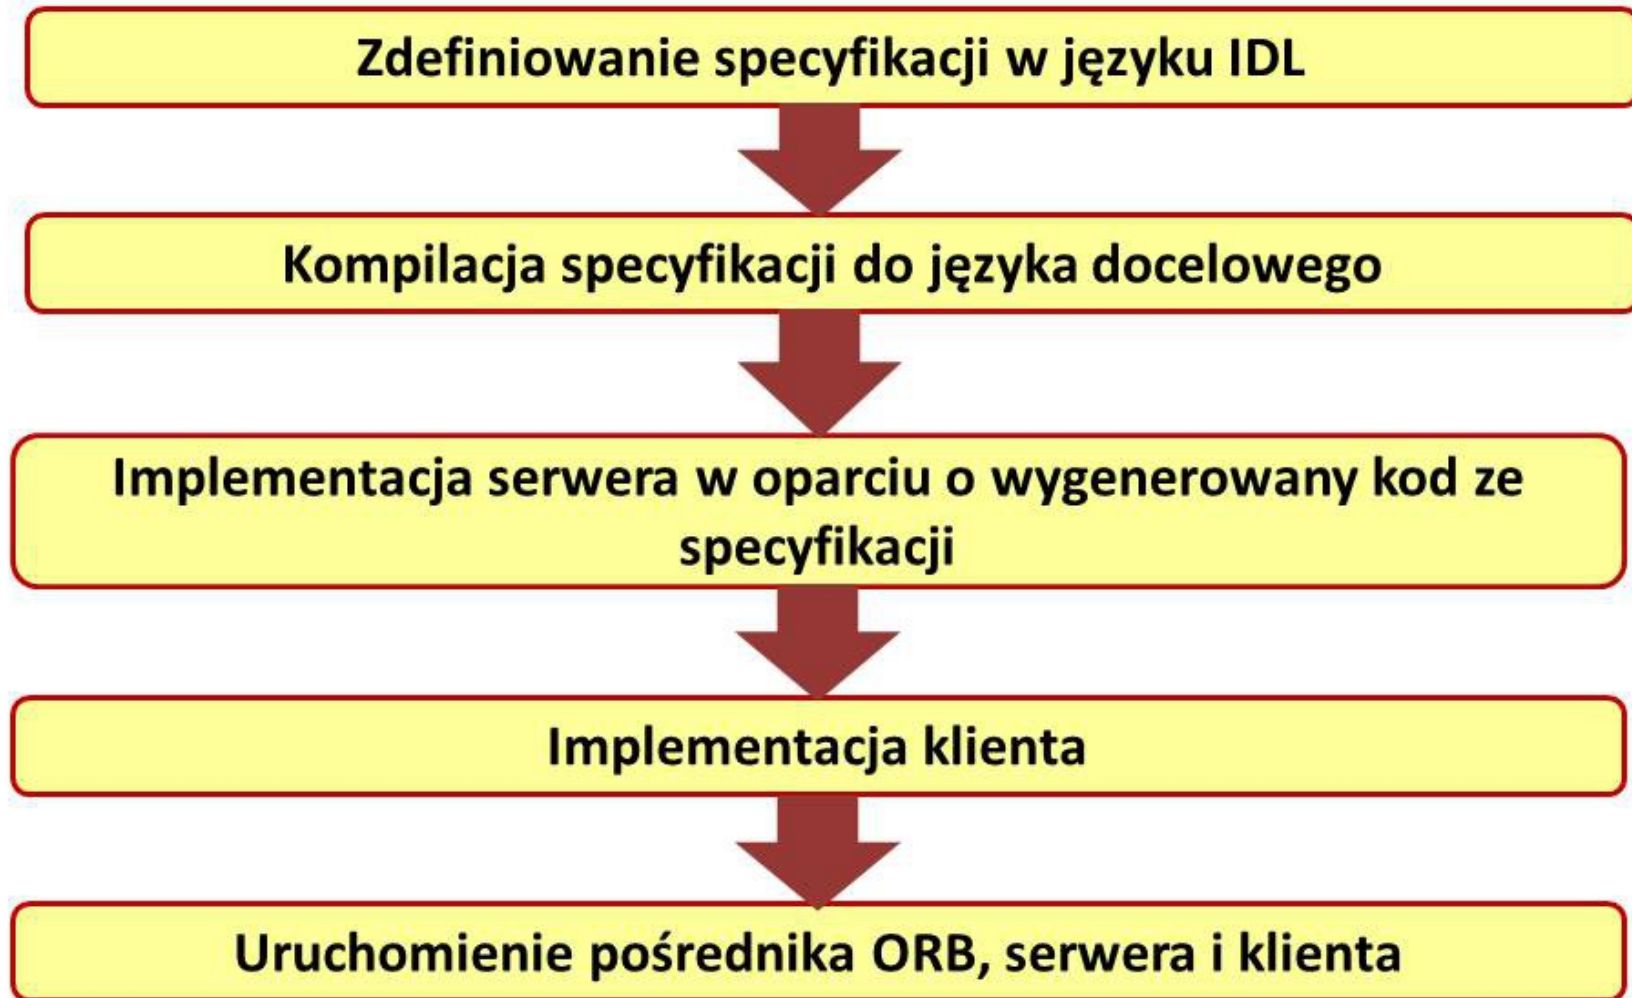 Zdefiniowanie specyfikacji w języku IDL
Kompilacja specyfikacji do języka docelowego
Implementacja serwera w oparciu o wygenerowany kod ze
specyfikacji
Implementacja klienta
Uruchomienie pośrednika ORB, serwera i klienta